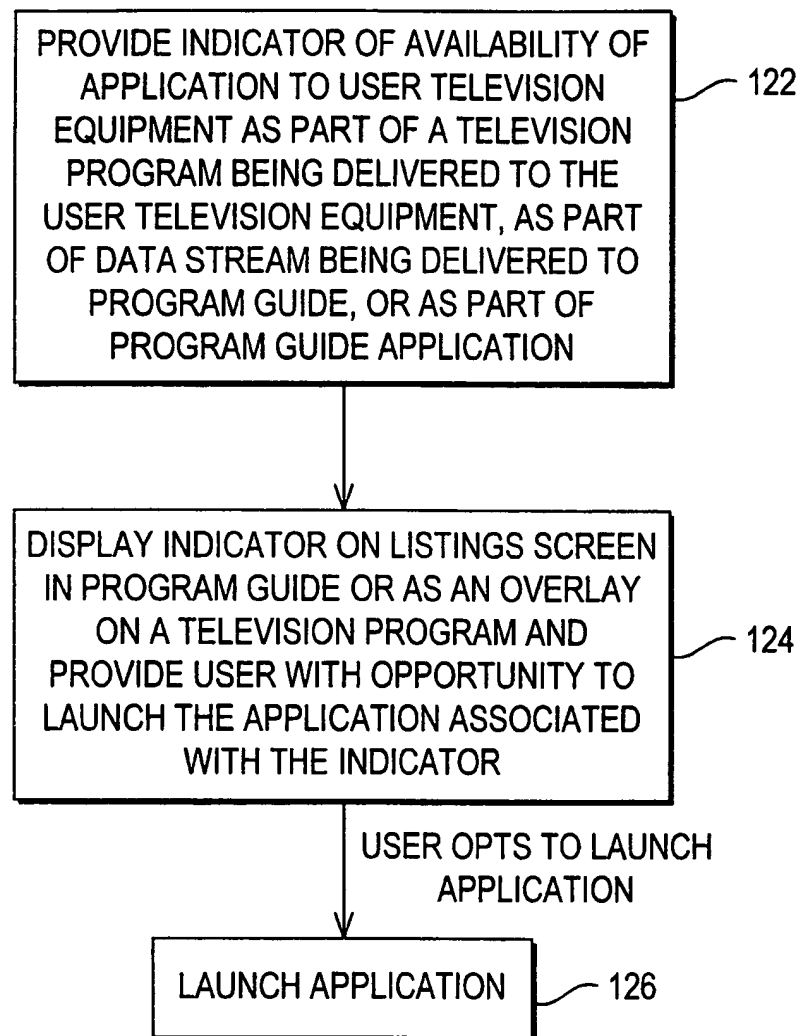 PROVIDE INDICATOR OF AVAILABILITY OF
APPLICATION TO USER TELEVISION
EQUIPMENT AS PART OF A TELEVISION
PROGRAM BEING DELIVERED TO THE
USER TELEVISION EQUIPMENT, AS PART
OF DATA STREAM BEING DELIVERED TO
PROGRAM GUIDE, OR AS PART OF
PROGRAM GUIDE APPLICATION
122
DISPLAY INDICATOR ON LISTINGS SCREEN
IN PROGRAM GUIDE OR AS AN OVERLAY
ON A TELEVISION PROGRAM AND
PROVIDE USER WITH OPPORTUNITY TO
LAUNCH THE APPLICATION ASSOCIATED
WITH THE INDICATOR
124
USER OPTS TO LAUNCH
APPLICATION
LAUNCH APPLICATION
126